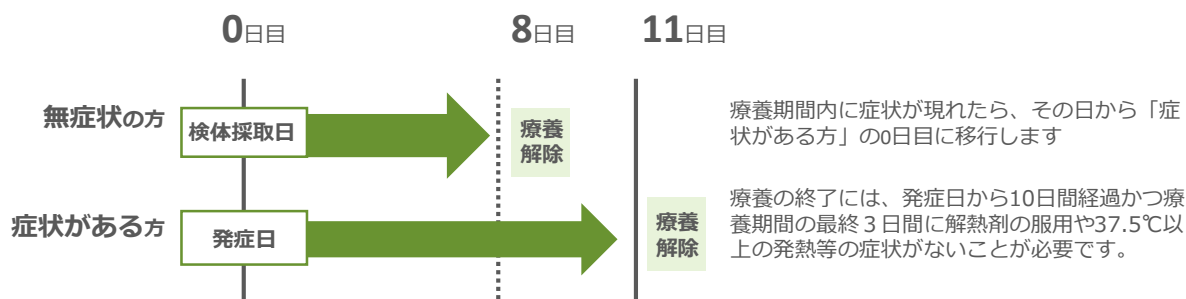 0日目
8日目
11日目
無症状の方
検体採取日
療養
解除
療養期間内に症状が現れたら、その日から「症
状がある方」の0日目に移行します
症状がある方
発症日
療養
解除
療養の終了には、発症日から10日間経過かつ療
養期間の最終３日間に解熱剤の服用や37.5℃以
上の発熱等の症状がないことが必要です。